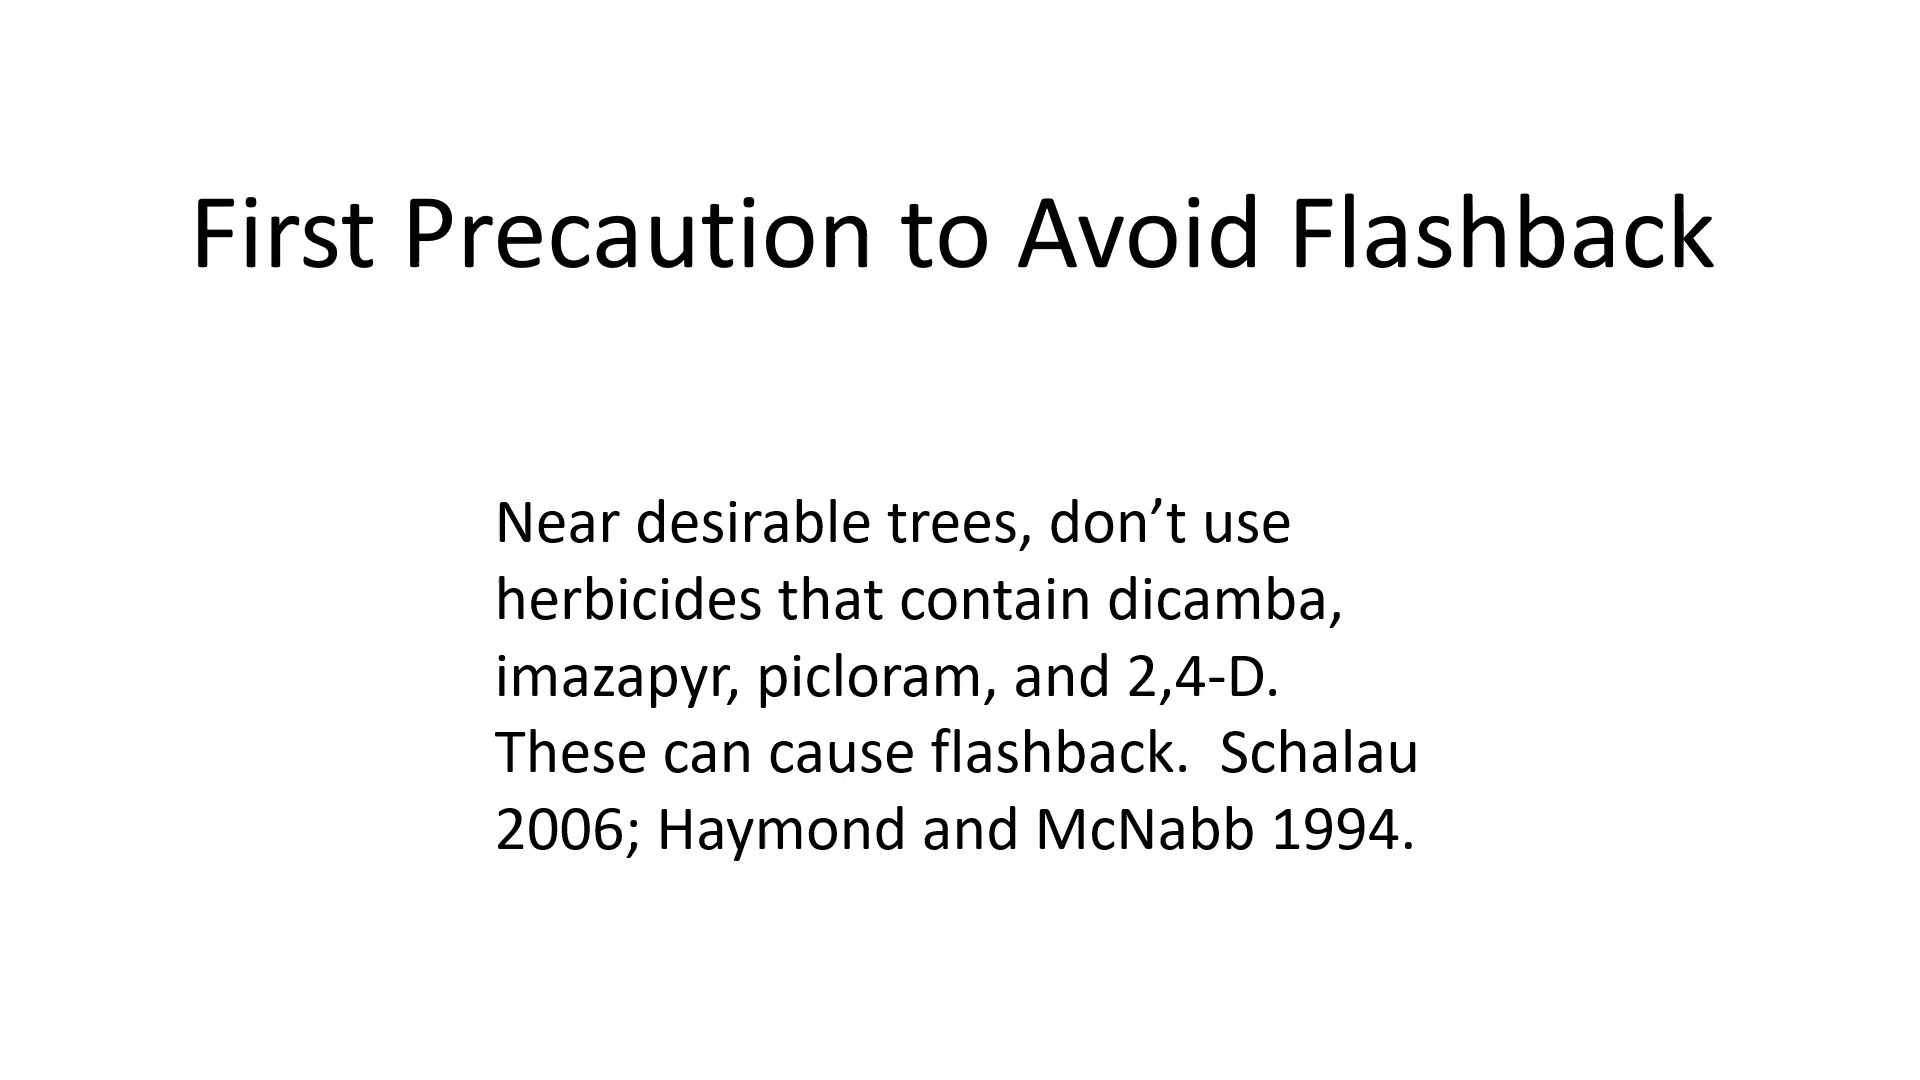 First Precaution to Avoid Flashback
Near desirable trees, don’t use
herbicides that contain dicamba,
imazapyr, picloram, and 2,4-D.
These can cause flashback.  Schalau
2006; Haymond and McNabb 1994.